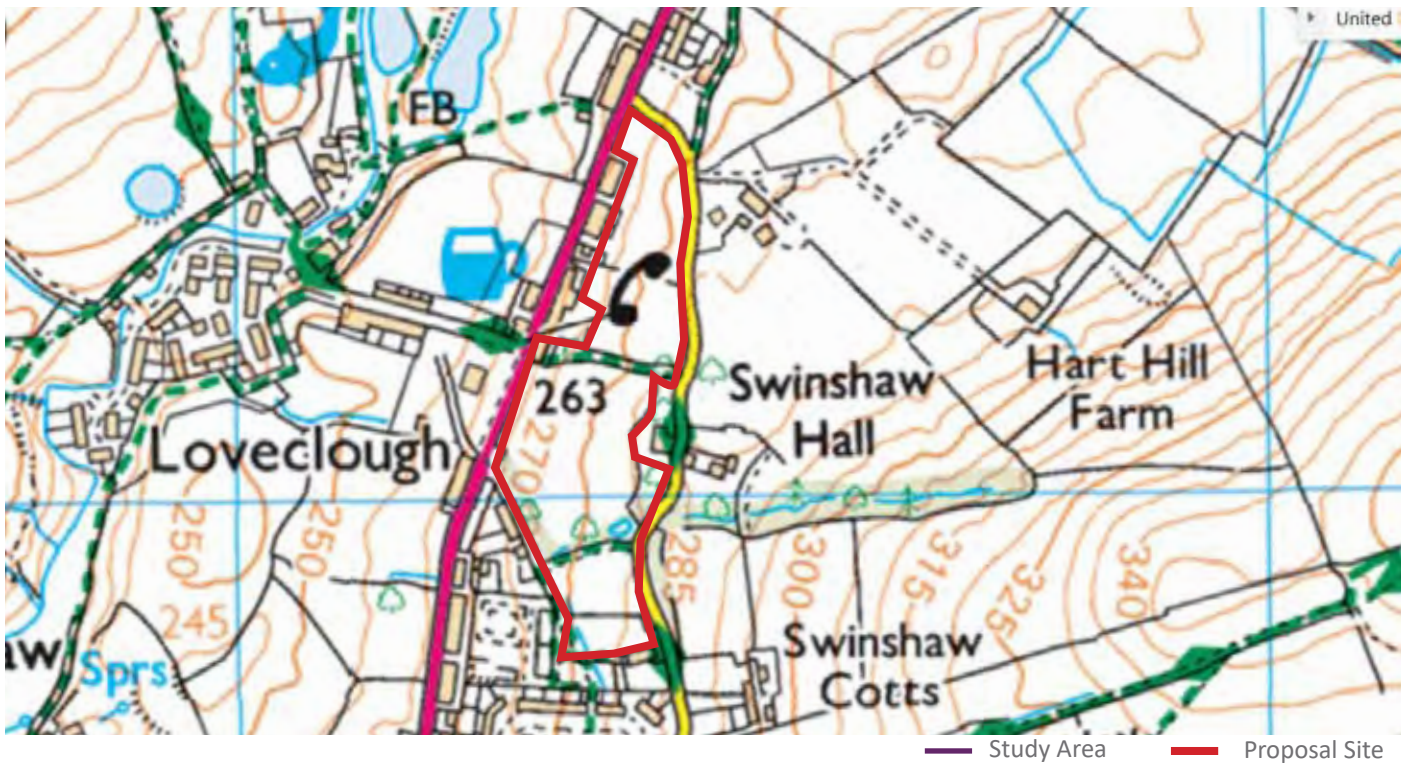 United
FB
263
Swinshaw
Hall
Hart Hill
Farm
Loveclough
270
250
250
245
285
300
315
325
340
Swinshaw
Cotts
aw
Sprs
Study Area
Proposal Site